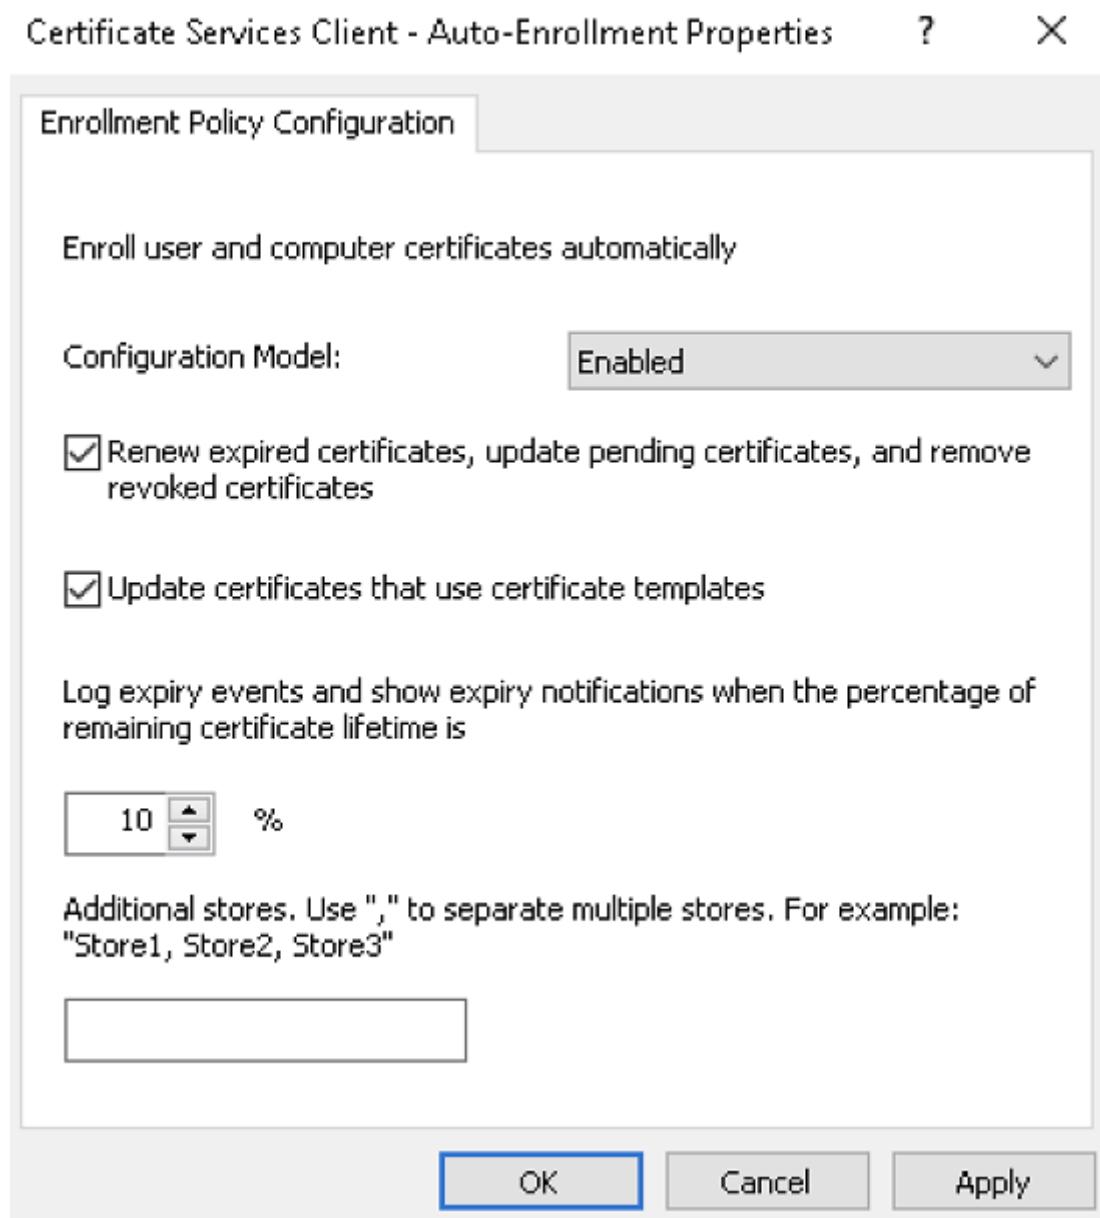 Certificate Services Client - Auto-Enrollment Properties ?
Enrollment Policy Configuration
Enroll user and computer certificates automatically
Configuration Model: Enabled
Renew expired certificates, update pending certificates, and remove
revoked certificates
Update certificates that use certificate templates
Log expiry events and show expiry notifications when the percentage of
remaining certificate lifetime is
10 %
Additional stores. Use "," to separate multiple stores. For example:
"Store1, Store2, Store3"
OK Cancel Apply